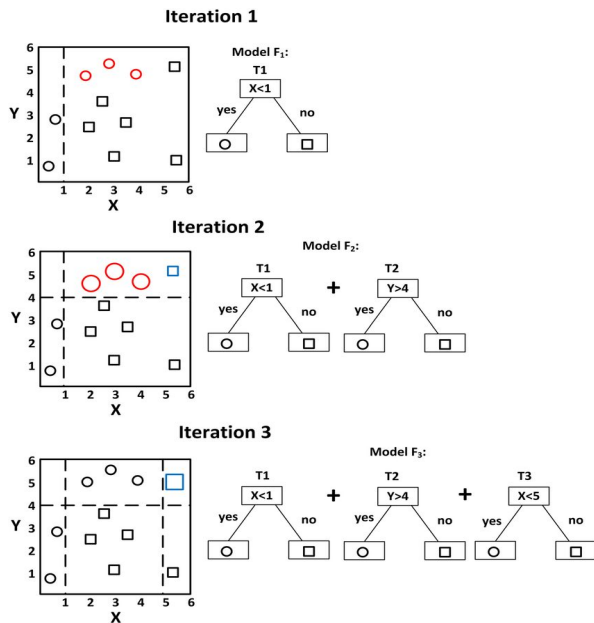 Iteration 1
Model F₁:
T1
X<1
yes
no
6
5
4
Y
3
2
1
1 2 3 4 5 6
X
Iteration 2
Model F₂:
T1 T2
X<1 + Y>4
yes no yes no
6
5
4
Y
3
2
1
1 2 3 4 5 6
X
Iteration 3
Model F₃:
T1 T2 T3
X<1 + Y>4 + X<5
yes no yes no yes no
6
5
4
Y
3
2
1
1 2 3 4 5 6
X